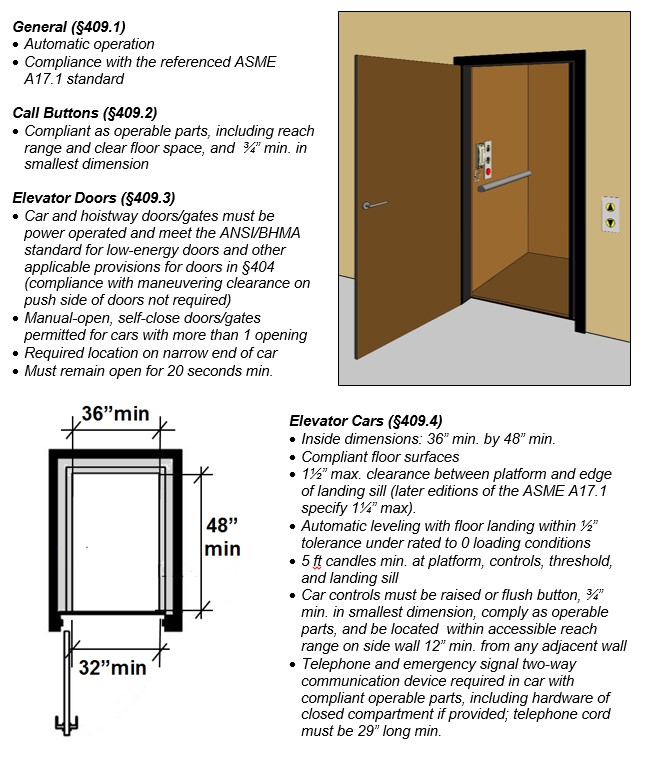 General (§409.1)
• Automatic operation
• Compliance with the referenced ASME
A17.1 standard
Call Buttons (§409.2)
• Compliant as operable parts, including reach
range and clear floor space, and ¾” min. in
smallest dimension
Elevator Doors (§409.3)
• Car and hoistway doors/gates must be
power operated and meet the ANSI/BHMA
standard for low-energy doors and other
applicable provisions for doors in §404
(compliance with maneuvering clearance on
push side of doors not required)
• Manual-open, self-close doors/gates
permitted for cars with more than 1 opening
• Required location on narrow end of car
• Must remain open for 20 seconds min.
36”min
48”
min
32”min
Elevator Cars (§409.4)
• Inside dimensions: 36” min. by 48” min.
• Compliant floor surfaces
• 1½” max. clearance between platform and edge
of landing sill (later editions of the ASME A17.1
specify 1¼” max).
• Automatic leveling with floor landing within ½”
tolerance under rated to 0 loading conditions
• 5 ft candles min. at platform, controls, threshold,
and landing sill
• Car controls must be raised or flush button, ¾”
min. in smallest dimension, comply as operable
parts, and be located within accessible reach
range on side wall 12” min. from any adjacent wall
• Telephone and emergency signal two-way
communication device required in car with
compliant operable parts, including hardware of
closed compartment if provided; telephone cord
must be 29” long min.